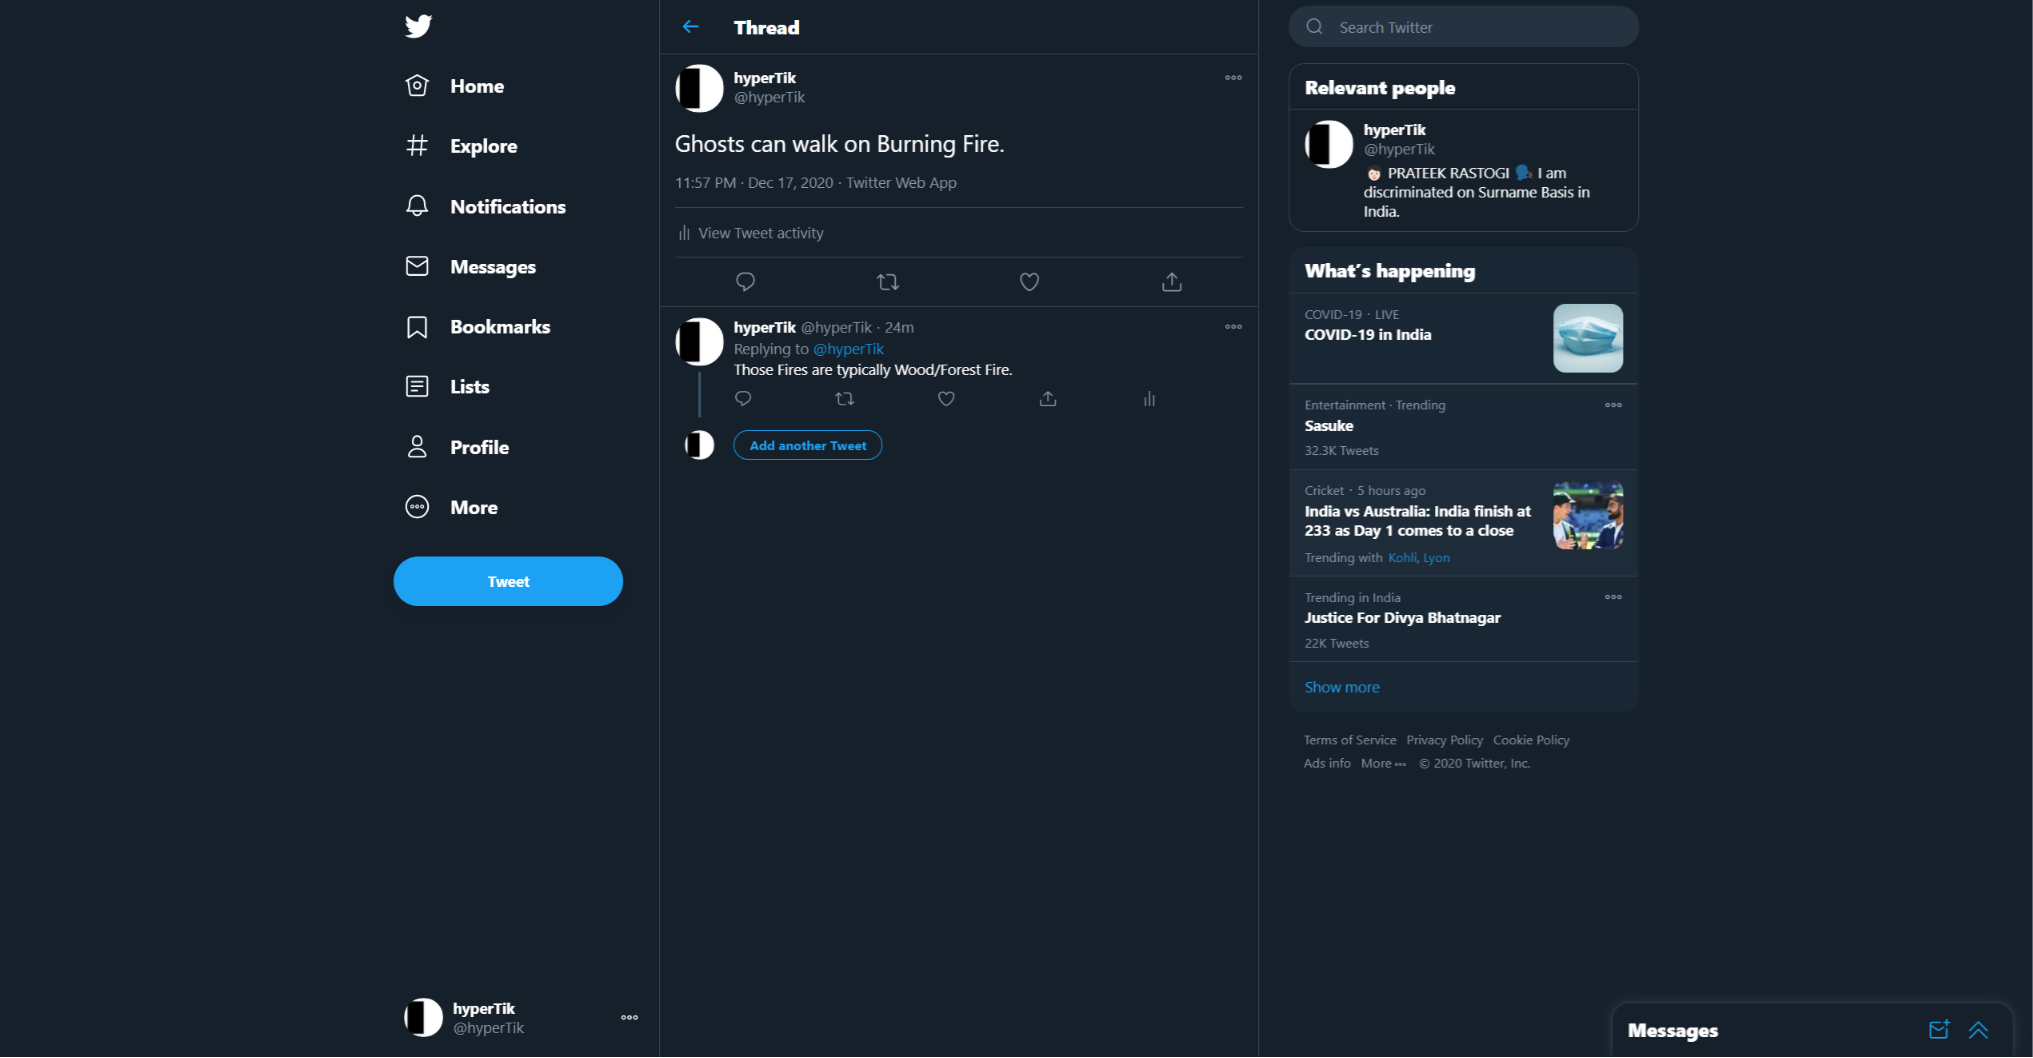 Home
Explore
Notifications
Messages
Bookmarks
Lists
Profile
More
Tweet
hyperTik
@hyperTik
Thread
hyperTik
@hyperTik
Ghosts can walk on Burning Fire.
11:57 PM · Dec 17, 2020 · Twitter Web App
View Tweet activity
hyperTik @hyperTik · 24m
Replying to @hyperTik
Those Fires are typically Wood/Forest Fire.
Add another Tweet
Search Twitter
Relevant people
hyperTik
@hyperTik
PRATEEK RASTOGI I am
discriminated on Surname Basis in
India.
What's happening
COVID-19 · LIVE
COVID-19 in India
Entertainment · Trending
Sasuke
32.3K Tweets
Cricket · 5 hours ago
India vs Australia: India finish at
233 as Day 1 comes to a close
Trending with Kohli, Lyon
Trending in India
Justice For Divya Bhatnagar
22K Tweets
Show more
Terms of Service Privacy Policy Cookie Policy
Ads info More © 2020 Twitter, Inc.
Messages